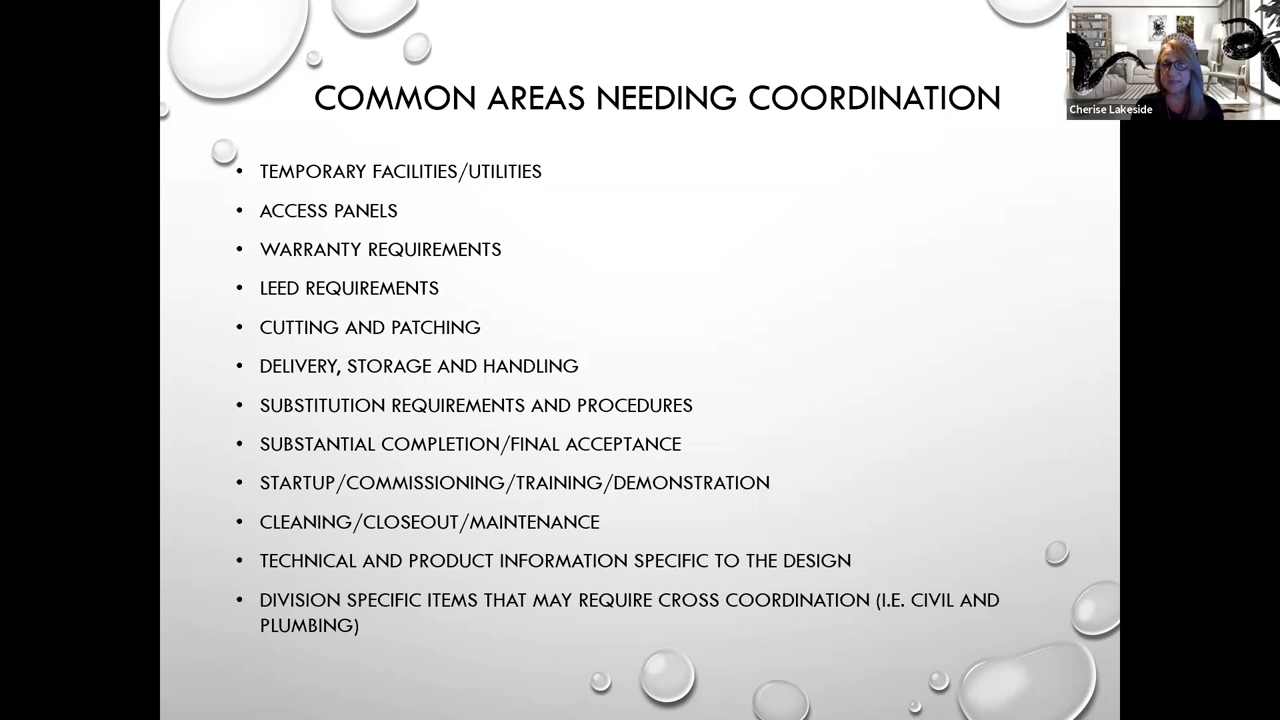 COMMON AREAS NEEDING COORDINATION
Cherise Lakeside
• TEMPORARY FACILITIES/UTILITIES
• ACCESS PANELS
• WARRANTY REQUIREMENTS
• LEED REQUIREMENTS
• CUTTING AND PATCHING
• DELIVERY, STORAGE AND HANDLING
• SUBSTITUTION REQUIREMENTS AND PROCEDURES
• SUBSTANTIAL COMPLETION/FINAL ACCEPTANCE
• STARTUP/COMMISSIONING/TRAINING/DEMONSTRATION
• CLEANING/CLOSEOUT/MAINTENANCE
• TECHNICAL AND PRODUCT INFORMATION SPECIFIC TO THE DESIGN
• DIVISION SPECIFIC ITEMS THAT MAY REQUIRE CROSS COORDINATION (I.E. CIVIL AND
PLUMBING)